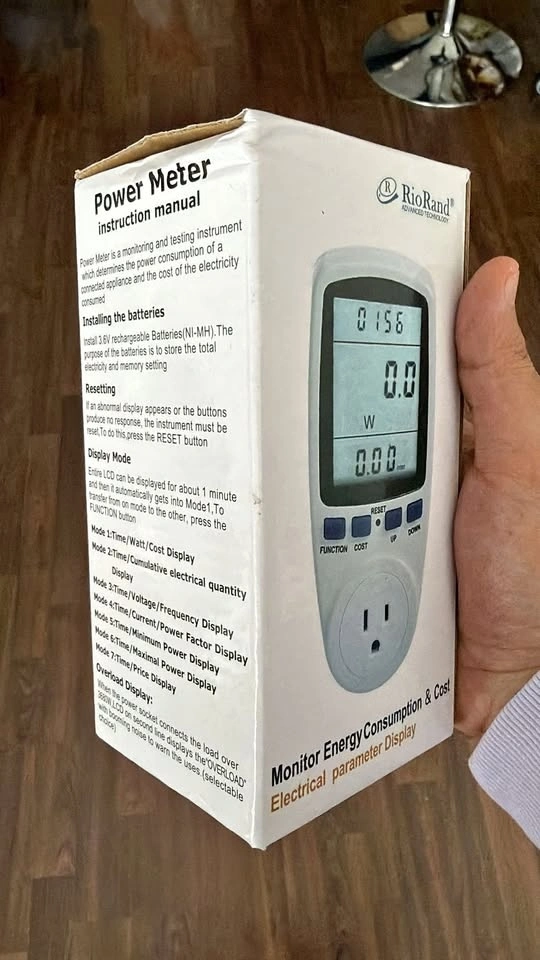 Power Meter
instruction manual
Power Meter is a monitoring and testing instrument
which determines the power consumption of a
connected appliance and the cost of the electricity
consumed
Installing the batteries
Install 3.6V rechargeable Batteries(NI-MH).The
purpose of the batteries is to store the total
electricity and memory setting
Resetting
If an abnormal display appears or the buttons
produce no response, the instrument must be
reset,To do this,press the RESET button
Display Mode
Entire LCD can be displayed for about 1 minute
and then it automatically gets into Mode1,To
transfer from on mode to the other, press the
FUNCTION button
Mode 1:Time/Watt/Cost Display
Mode 2:Time/Cumulative electrical quantity
Display
Mode 3:Time/Voltage/Frequency Display
Mode 4:Time/Current/Power Factor Display
Mode 5:Time/Minimum Power Display
Mode 6:Time/Maximal Power Display
Mode 7:Time/Price Display
Overload Display:
When the power socket connects the load over
3680W,LCD on second line displays the"OVERLOAD"
with booming noise to warn the uses (selectable
choice)
R RioRand®
ADVANCED TECHNOLOGY
0156
0.0
W
0.00
RESET
FUNCTION COST UP DOWN
Monitor Energy Consumption & Cost
Electrical parameter Display